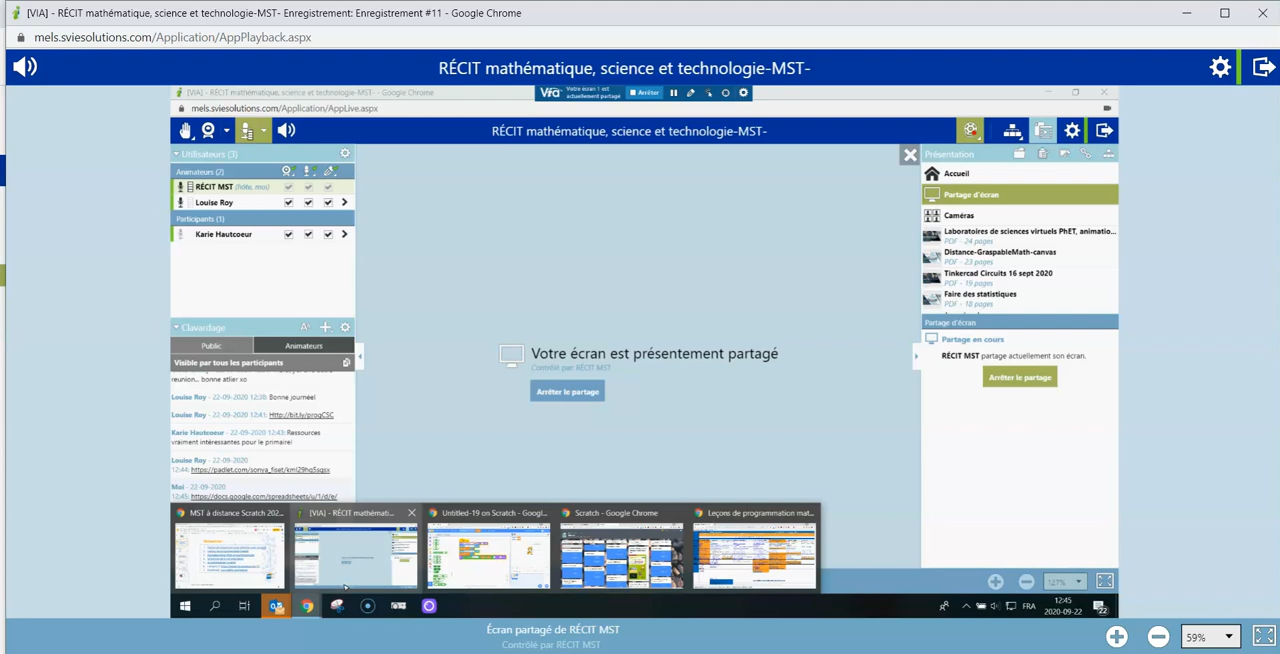 [VIA] - RÉCIT mathématique, science et technologie-MST- Enregistrement: Enregistrement #11 - Google Chrome
mels.sviesolutions.com/Application/AppPlayback.aspx
RÉCIT mathématique, science et technologie-MST-
[VIA] - RÉCIT mathématique, science et technologie-MST- - Google Chrome
Via
Votre écran 1 est
actuellement partagé
Arrêter
mels.sviesolutions.com/Application/AppLive.aspx
RÉCIT mathématique, science et technologie-MST-
Utilisateurs (3)
Animateurs (2)
RÉCIT MST (hôte, moi)
Louise Roy
Participants (1)
Karie Hautcoeur
Clavardage
Public
Animateurs
Visible par tous les participants
reunion... bonne atlier xo
Louise Roy - 22-09-2020 12:38: Bonne journée!
Louise Roy - 22-09-2020 12:41: Http://bit.ly/progCSC
Karie Hautcoeur - 22-09-2020 12:43: Ressources
vraiment intéressantes pour le primaire!
Louise Roy - 22-09-2020
12:44:
Moi - 22-09-2020
12:45: https://docs.google.com/spreadsheets/u/1/d/e/
Votre écran est présentement partagé
Contrôlé par: RÉCIT MST
Arrêter le partage
Présentation
Accueil
Partage d'écran
Caméras
Laboratoires de sciences virtuels PhET, animatio...
PDF - 24 pages
Distance-GraspableMath-canvas
PDF - 23 pages
Tinkercad Circuits 16 sept 2020
PDF - 19 pages
Faire des statistiques
PDF - 18 pages
Partage d'écran
Partage en cours
RÉCIT MST partage actuellement son écran.
Arrêter le partage
MST à distance Scratch 202...
[VIA] - RÉCIT mathémati...
Untitled-19 on Scratch - Googl...
Scratch - Google Chrome
Leçons de programmation mat...
127%
FRA
12:45
2020-09-22
22
Écran partagé de RÉCIT MST
Contrôlé par RÉCIT MST
59%